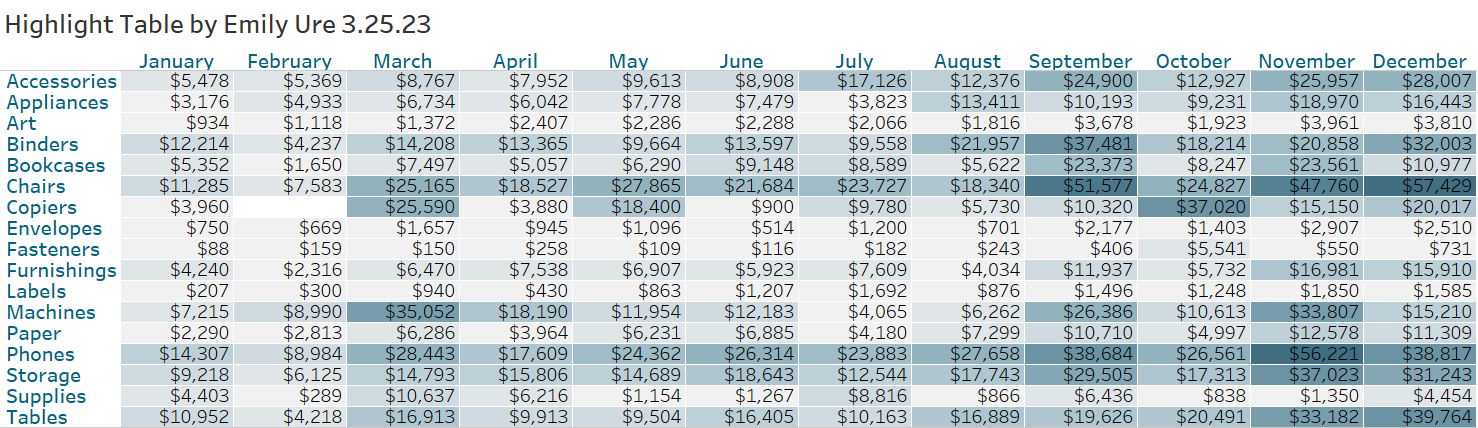 Highlight Table by Emily Ure 3.25.23
January February March April May June July August September October November December
Accessories $5,478 $5,369 $8,767 $7,952 $9,613 $8,908 $17,126 $12,376 $24,900 $12,927 $25,957 $28,007
Appliances $3,176 $4,933 $6,734 $6,042 $7,778 $7,479 $3,823 $13,411 $10,193 $9,231 $18,970 $16,443
Art $934 $1,118 $1,372 $2,407 $2,286 $2,288 $2,066 $1,816 $3,678 $1,923 $3,961 $3,810
Binders $12,214 $4,237 $14,208 $13,365 $9,664 $13,597 $9,558 $21,957 $37,481 $18,214 $20,858 $32,003
Bookcases $5,352 $1,650 $7,497 $5,057 $6,290 $9,148 $8,589 $5,622 $23,373 $8,247 $23,561 $10,977
Chairs $11,285 $7,583 $25,165 $18,527 $27,865 $21,684 $23,727 $18,340 $51,577 $24,827 $47,760 $57,429
Copiers $3,960 $25,590 $3,880 $18,400 $900 $9,780 $5,730 $10,320 $37,020 $15,150 $20,017
Envelopes $750 $669 $1,657 $945 $1,096 $514 $1,200 $701 $2,177 $1,403 $2,907 $2,510
Fasteners $88 $159 $150 $258 $109 $116 $182 $243 $406 $5,541 $550 $731
Furnishings $4,240 $2,316 $6,470 $7,538 $6,907 $5,923 $7,609 $4,034 $11,937 $5,732 $16,981 $15,910
Labels $207 $300 $940 $430 $863 $1,207 $1,692 $876 $1,496 $1,248 $1,850 $1,585
Machines $7,215 $8,990 $35,052 $18,190 $11,954 $12,183 $4,065 $6,262 $26,386 $10,613 $33,807 $15,210
Paper $2,290 $2,813 $6,286 $3,964 $6,231 $6,885 $4,180 $7,299 $10,710 $4,997 $12,578 $11,309
Phones $14,307 $8,984 $28,443 $17,609 $24,362 $26,314 $23,883 $27,658 $38,684 $26,561 $56,221 $38,817
Storage $9,218 $6,125 $14,793 $15,806 $14,689 $18,643 $12,544 $17,743 $29,505 $17,313 $37,023 $31,243
Supplies $4,403 $289 $10,637 $6,216 $1,154 $1,267 $8,816 $866 $6,436 $838 $1,350 $4,454
Tables $10,952 $4,218 $16,913 $9,913 $9,504 $16,405 $10,163 $16,889 $19,626 $20,491 $33,182 $39,764